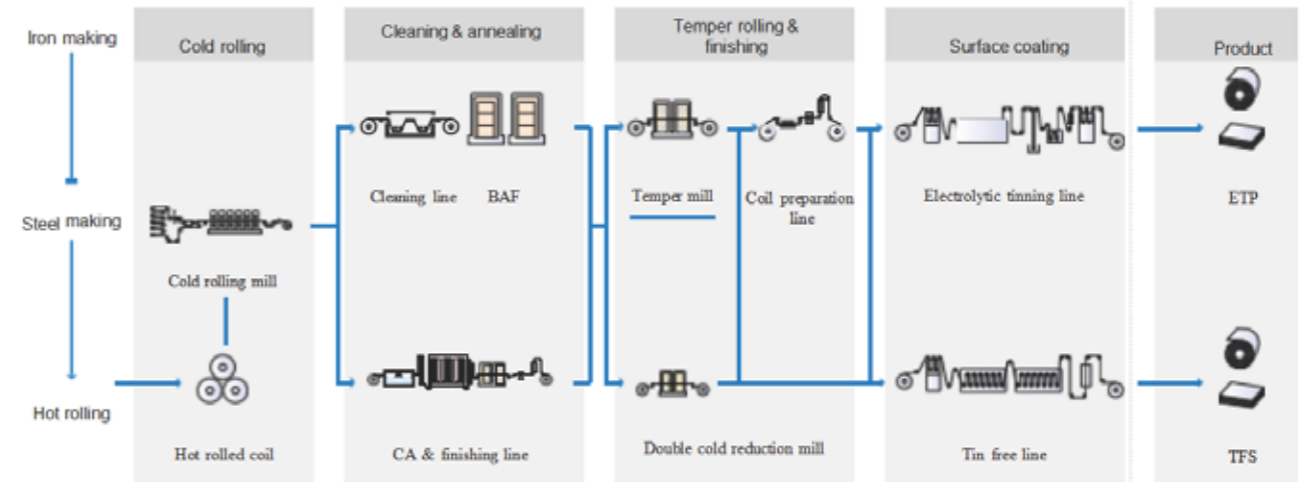 Iron making
Steel making
Hot rolling
Cold rolling
Cold rolling mill
Hot rolled coil
Cleaning & annealing
Cleaning line
BAF
CA & finishing line
Temper rolling &
finishing
Temper mill
Coil preparation
line
Double cold reduction mill
Surface coating
Electrolytic tinning line
Tin free line
Product
ETP
TFS